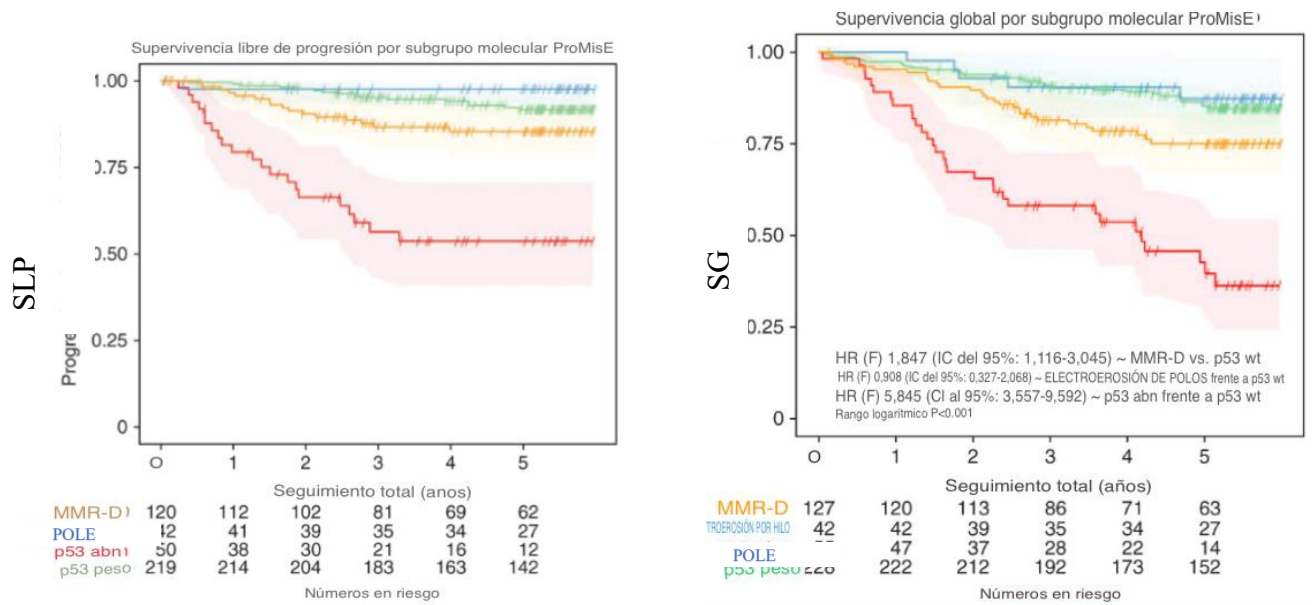 Supervivencia libre de progresión por subgrupo molecular ProMisE
SLP
Progre
1.00
0.75
0.50
0.25
0
O 1 2 3 4 5
Seguimiento total (anos)
MMR-D) 120 112 102 81 69 62
POLE 42 41 39 35 34 27
p53 abn) 50 38 30 21 16 12
p53 peso 219 214 204 183 163 142
Números en riesgo
Supervivencia global por subgrupo molecular ProMisE)
SG
1.00
0.75
0.50
0.25
0
HR (F) 1,847 (IC del 95%: 1,116-3,045) ~ MMR-D vs. p53 wt
HR (F) 0,908 (IC del 95%: 0,327-2,068) ~ ELECTROEROSIÓN DE POLOS frente a p53 wt
HR (F) 5,845 (CI al 95%: 3,557-9,592) ~ p53 abn frente a p53 wt
Rango logarítmico P<0.001
O 1 2 3 4 5
Seguimiento total (años)
MMR-D 127 120 113 86 71 63
TROEROSIÓN POR HILO 42 42 39 35 34 27
POLE 47 37 28 22 14
p53 peso 226 222 212 192 173 152
Números en riesgo